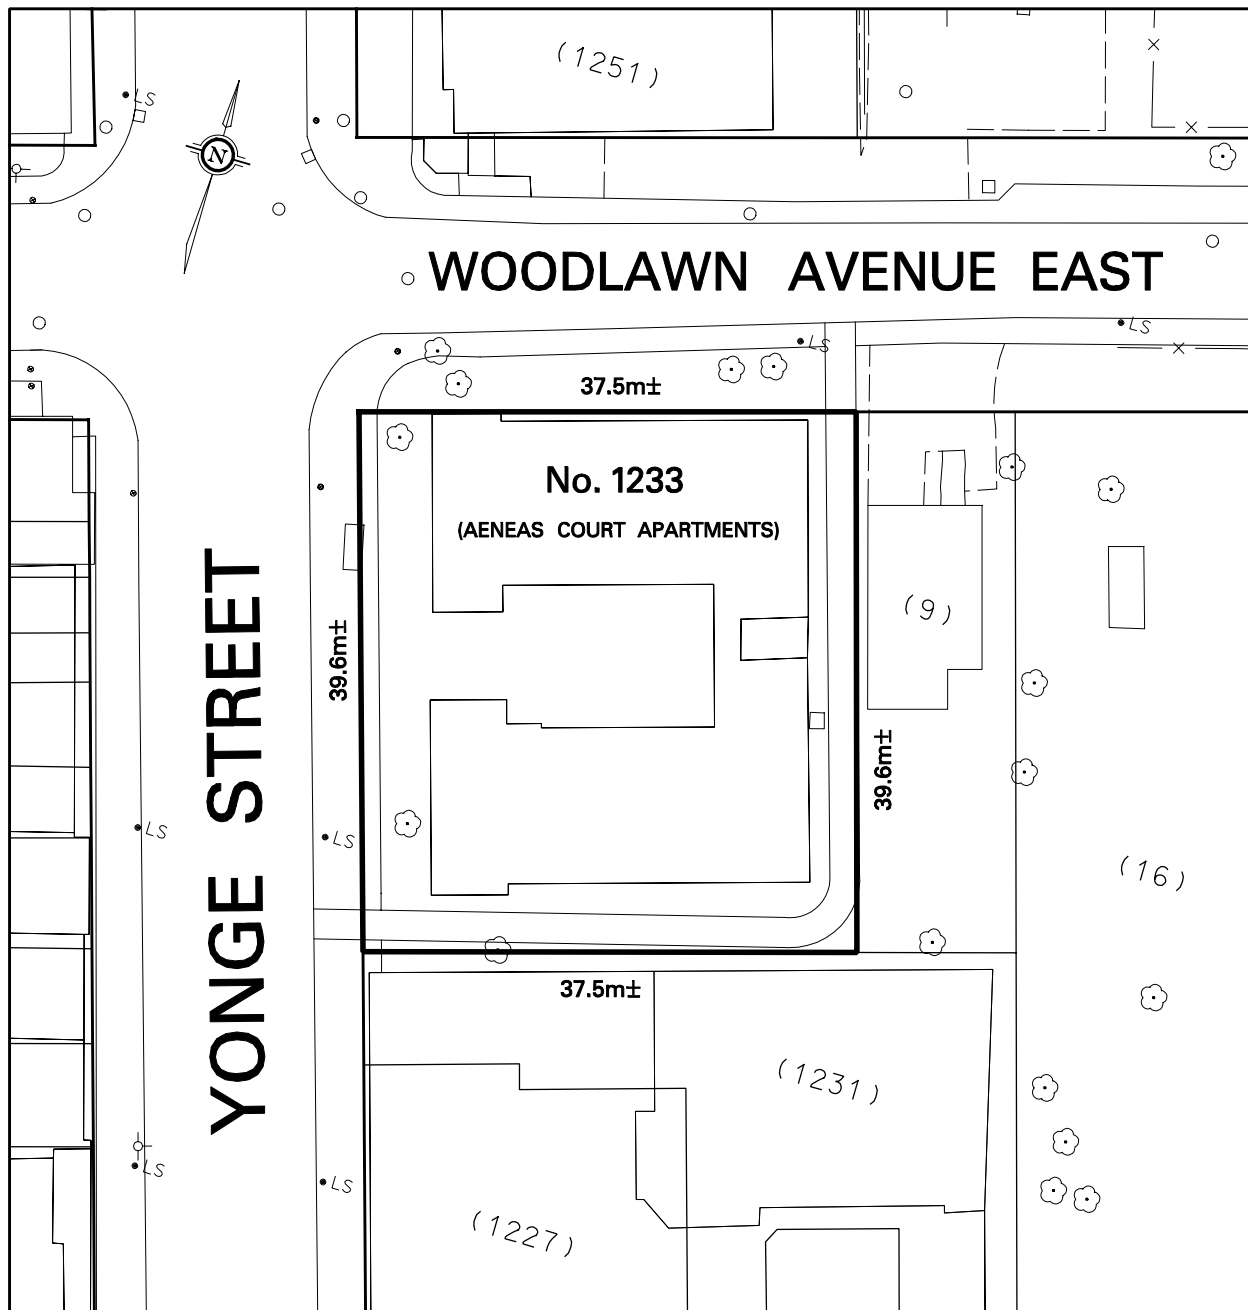 (1251)
LS
N
WOODLAWN AVENUE EAST
LS
LS
37.5m±
No. 1233
(AENEAS COURT APARTMENTS)
YONGE STREET
(9)
39.6m±
39.6m±
LS
LS
(16)
37.5m±
(1231)
LS
LS
(1227)